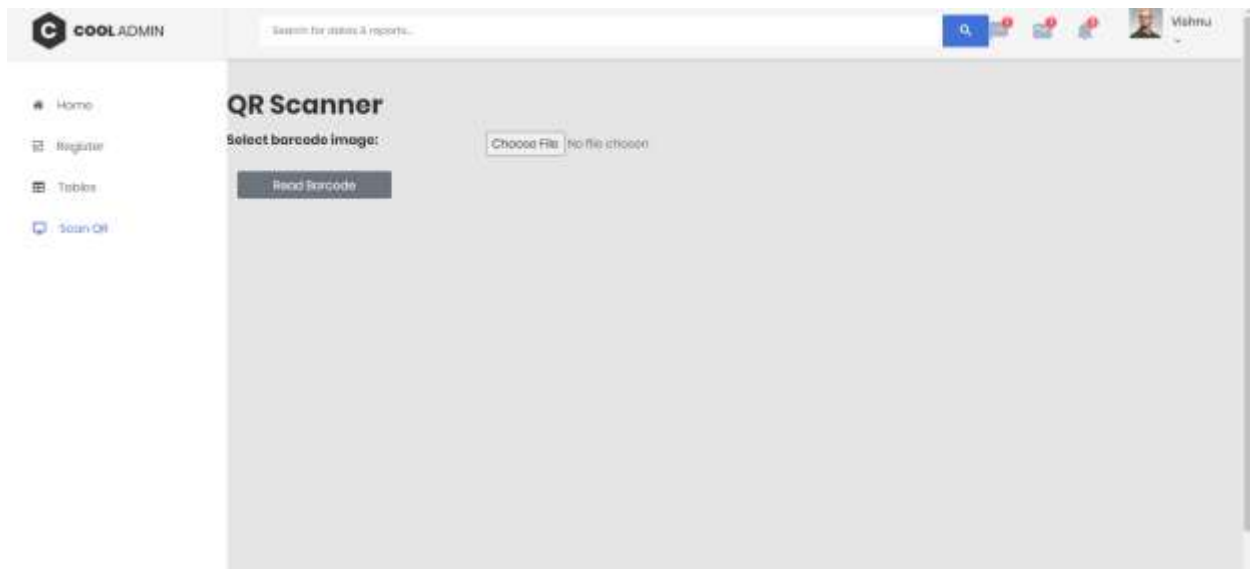 COOL ADMIN
Search for datas & reports...
Vishnu
Home
Register
Tables
Scan QR
QR Scanner
Select barcode image:
Choose File No file chosen
Read Barcode